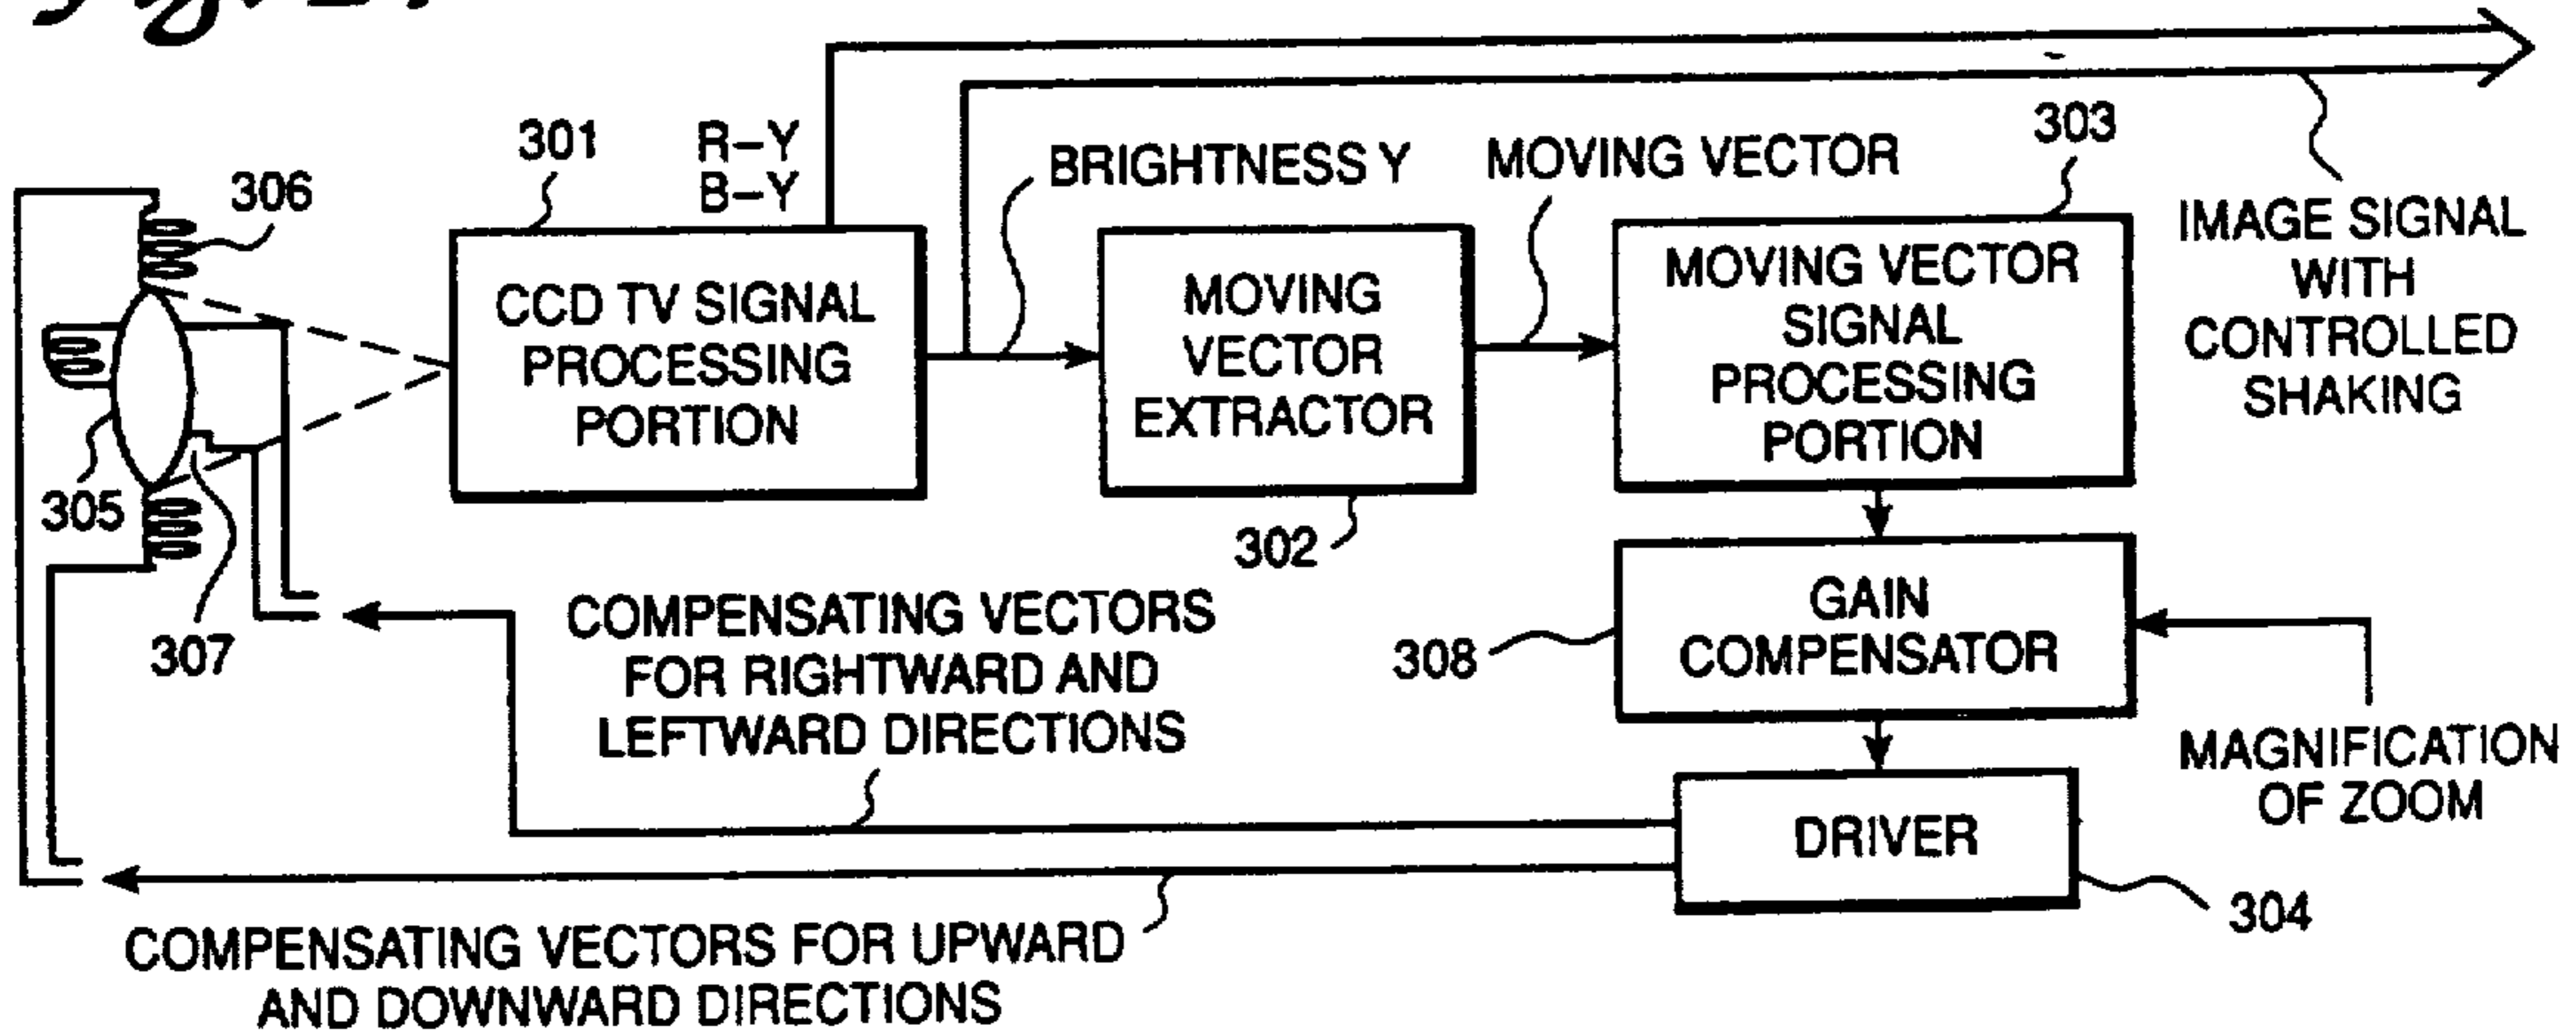 301
R–Y
B–Y
306
BRIGHTNESS Y
MOVING VECTOR
303
CCD TV SIGNAL
PROCESSING
PORTION
MOVING
VECTOR
EXTRACTOR
MOVING VECTOR
SIGNAL
PROCESSING
PORTION
IMAGE SIGNAL
WITH
CONTROLLED
SHAKING
305
302
307
COMPENSATING VECTORS
FOR RIGHTWARD AND
LEFTWARD DIRECTIONS
308
GAIN
COMPENSATOR
MAGNIFICATION
OF ZOOM
DRIVER
304
COMPENSATING VECTORS FOR UPWARD
AND DOWNWARD DIRECTIONS